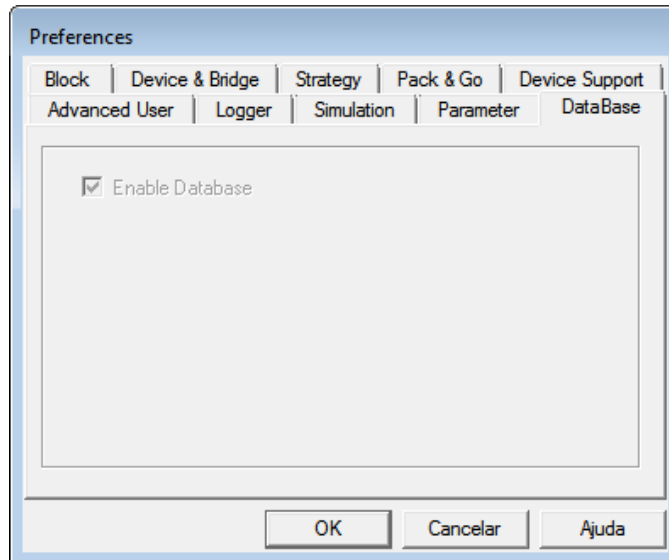 Preferences
Block Device & Bridge Strategy Pack & Go Device Support
Advanced User Logger Simulation Parameter DataBase
Enable Database
OK Cancelar Ajuda